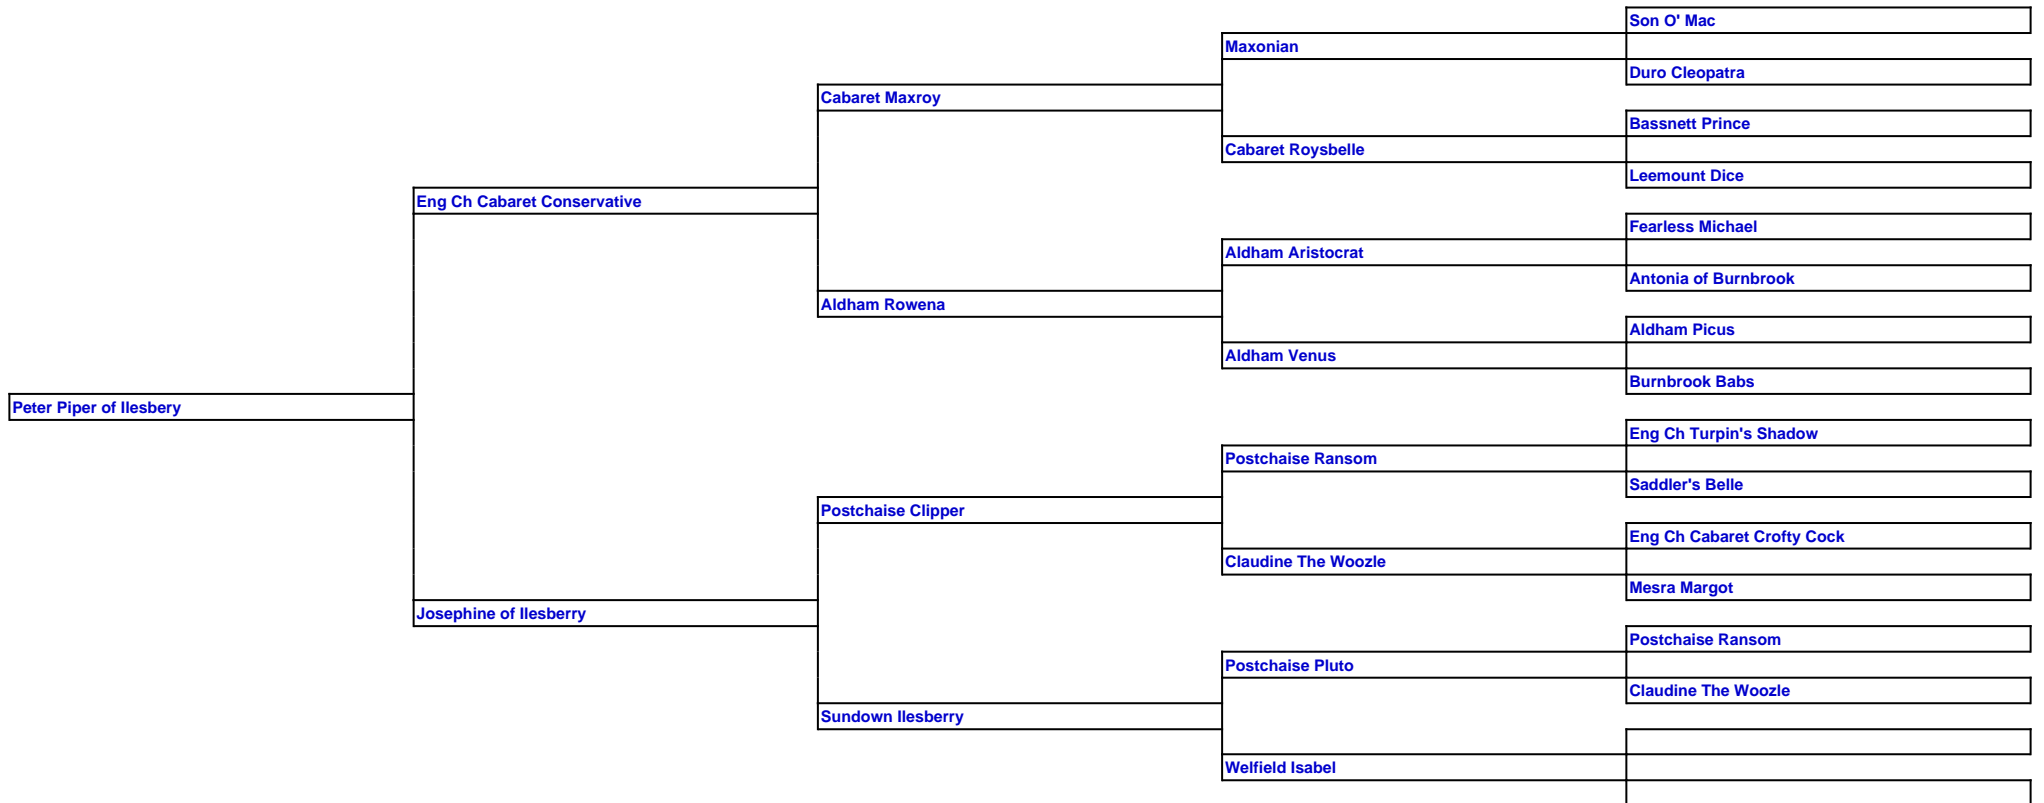 Son O' Mac
Maxonian
Duro Cleopatra
Cabaret Maxroy
Bassnett Prince
Cabaret Roysbelle
Leemount Dice
Eng Ch Cabaret Conservative
Fearless Michael
Aldham Aristocrat
Antonia of Burnbrook
Aldham Rowena
Aldham Picus
Aldham Venus
Burnbrook Babs
Peter Piper of Ilesbery
Eng Ch Turpin's Shadow
Postchaise Ransom
Saddler's Belle
Postchaise Clipper
Eng Ch Cabaret Crofty Cock
Claudine The Woozle
Mesra Margot
Josephine of Ilesberry
Postchaise Ransom
Postchaise Pluto
Claudine The Woozle
Sundown Ilesberry
Welfield Isabel